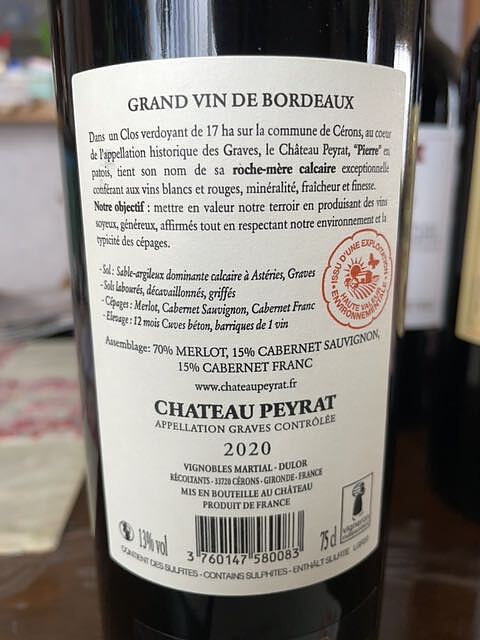 GRAND VIN DE BORDEAUX
Dans un Clos verdoyant de 17 ha sur la commune de Cérons, au coeur
de l'appellation historique des Graves, le Château Peyrat, "Pierre" en
patois, tient son nom de sa roche-mère calcaire exceptionnelle
conférant aux vins blancs et rouges, minéralité, fraîcheur et finesse.
Notre objectif : mettre en valeur notre terroir en produisant des vins
soyeux, généreux, affirmés tout en respectant notre environnement et la
typicité des cépages.
- Sol : Sable-argileux dominante calcaire à Astéries, Graves
- Sols labourés, décavaillonnés, griffés
- Cépages : Merlot, Cabernet Sauvignon, Cabernet Franc
- Elevage : 12 mois Cuves béton, barriques de 1 vin
ISSU D'UNE EXPLOITATION
HAUTE VALEUR
ENVIRONNEMENTALE
Assemblage: 70% MERLOT, 15% CABERNET SAUVIGNON,
15% CABERNET FRANC
www.chateaupeyrat.fr
CHATEAU PEYRAT
APPELLATION GRAVES CONTRÔLÉE
2020
VIGNOBLES MARTIAL - DULOR
RÉCOLTANTS - 33720 CÉRONS - GIRONDE - FRANCE
MIS EN BOUTEILLE AU CHÂTEAU
PRODUIT DE FRANCE
13% vol
3 760147 580083
75 cl
vigneron
CONTIENT DES SULFITES - CONTAINS SULPHITES - ENTHÄLT SULFITE